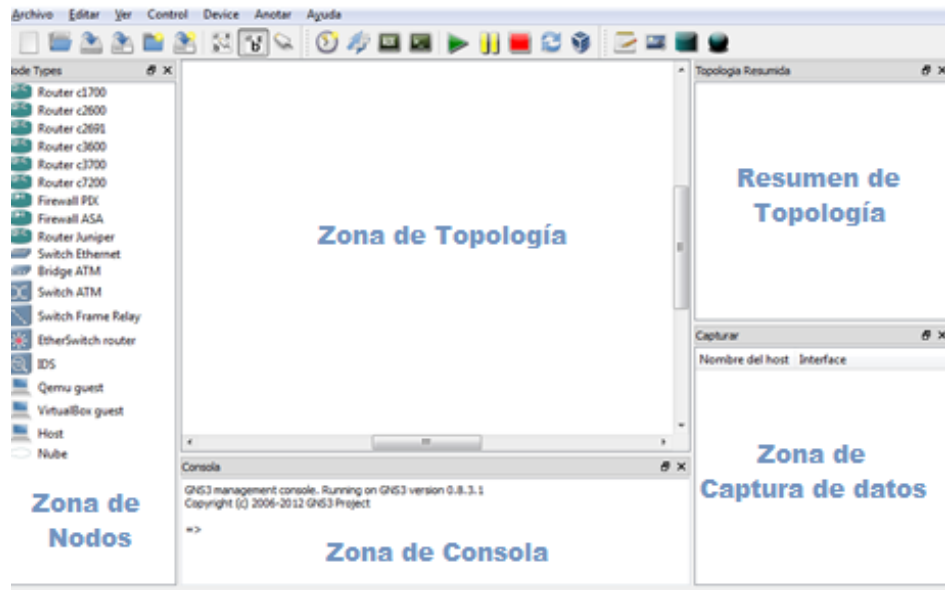 Archivo Editar Ver Control Device Anotar Ayuda
ode Types
Router c1700
Router c2600
Router c2691
Router c3600
Router c3700
Router c7200
Firewall PIX
Firewall ASA
Router Juniper
Switch Ethernet
Bridge ATM
Switch ATM
Switch Frame Relay
EtherSwitch router
IDS
Qemu guest
VirtualBox guest
Host
Nube
Zona de
Nodos
Zona de Topología
Consola
GNS3 management console. Running on GNS3 version 0.8.3.1
Copyright (c) 2006-2012 GNS3 Project
=>
Zona de Consola
Topologia Resumida
Resumen de
Topología
Capturar
Nombre del host Interface
Zona de
Captura de datos